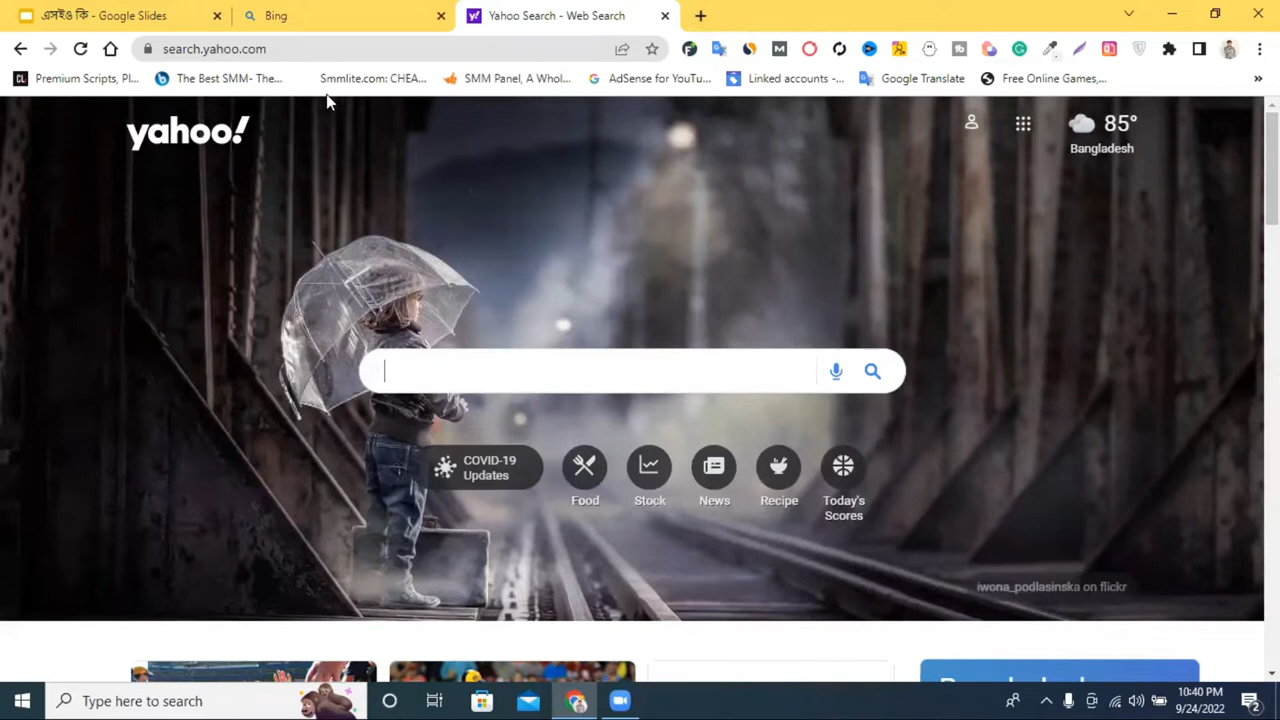 এসইও কি - Google Slides
Bing
Yahoo Search - Web Search
search.yahoo.com
Premium Scripts, Pl...
The Best SMM- The...
Smmlite.com: CHEA...
SMM Panel, A Whol...
AdSense for YouTu...
Linked accounts -...
Google Translate
Free Online Games,...
yahoo!
85°
Bangladesh
COVID-19
Updates
Food
Stock
News
Recipe
Today's
Scores
iwona_podlasinska on flickr
Type here to search
10:40 PM
9/24/2022
2